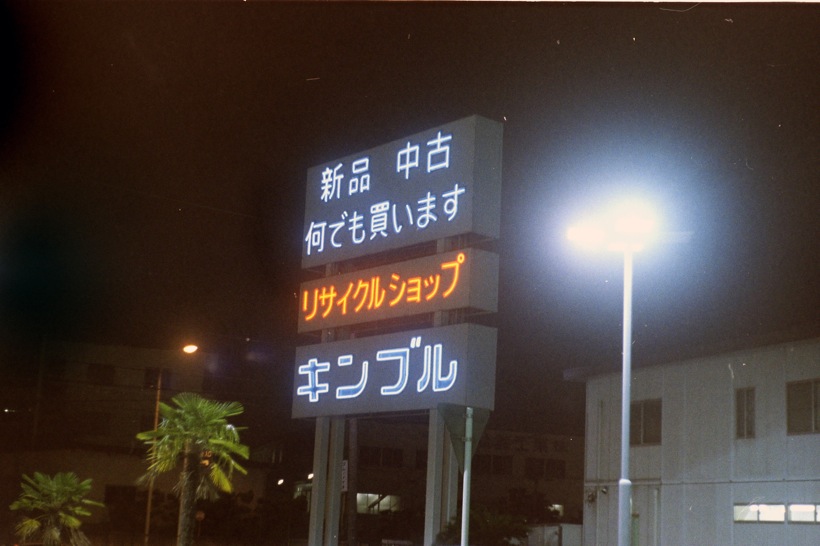 新品 中古
何でも買います
リサイクルショップ
キンブル